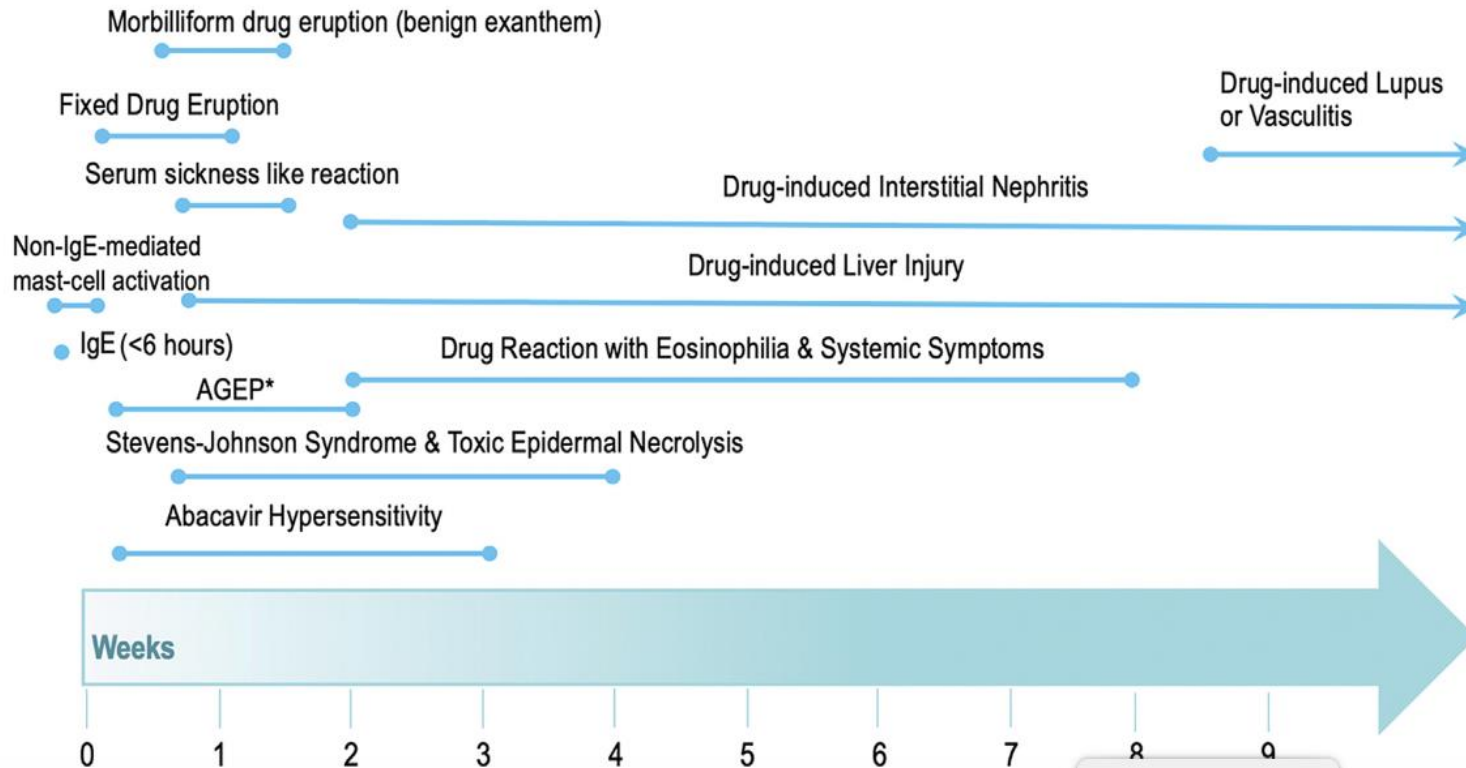 Morbilliform drug eruption (benign exanthem)
Fixed Drug Eruption
Drug-induced Lupus
or Vasculitis
Serum sickness like reaction
Drug-induced Interstitial Nephritis
Non-IgE-mediated
mast-cell activation
Drug-induced Liver Injury
IgE (<6 hours)
Drug Reaction with Eosinophilia & Systemic Symptoms
AGEP*
Stevens-Johnson Syndrome & Toxic Epidermal Necrolysis
Abacavir Hypersensitivity
Weeks
0 1 2 3 4 5 6 7 8 9